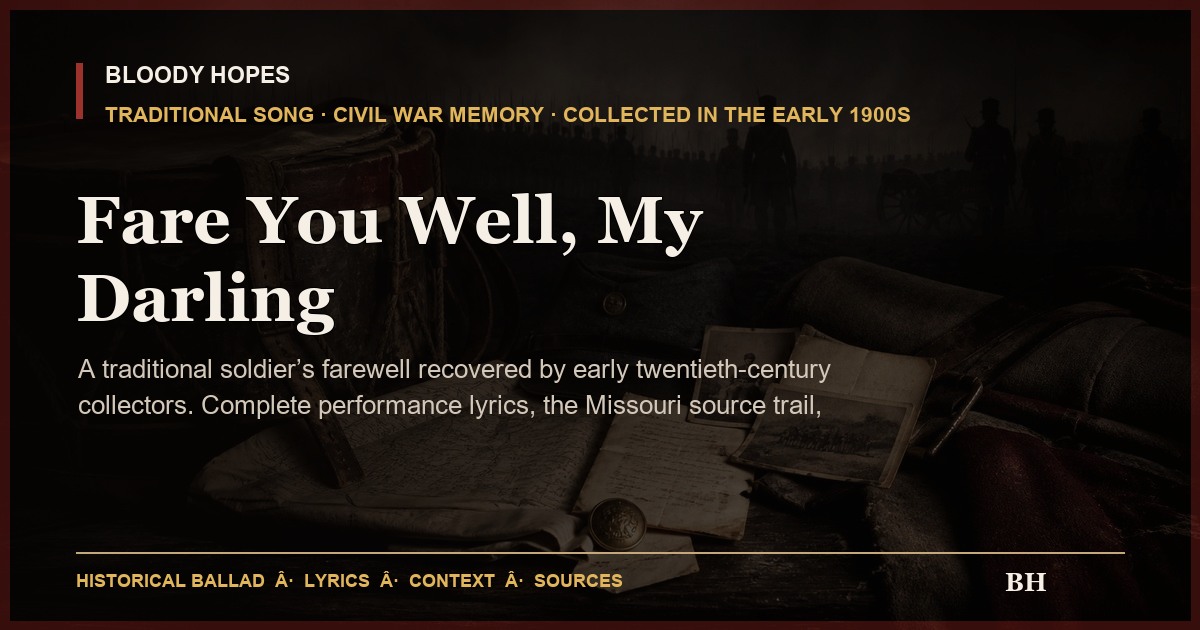 BLOODY HOPES
TRADITIONAL SONG · CIVIL WAR MEMORY · COLLECTED IN THE EARLY 1900S
Fare You Well, My
Darling
A traditional soldier’s farewell recovered by early twentieth-century
collectors. Complete performance lyrics, the Missouri source trail,
HISTORICAL BALLAD Â· LYRICS Â· CONTEXT Â· SOURCES
BH